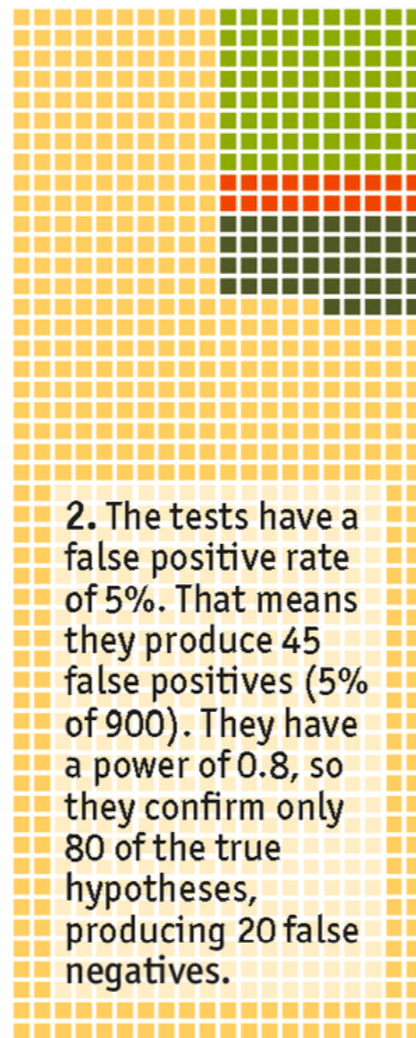 2. The tests have a
false positive rate
of 5%. That means
they produce 45
false positives (5%
of 900). They have
a power of 0.8, so
they confirm only
80 of the true
hypotheses,
producing 20 false
negatives.